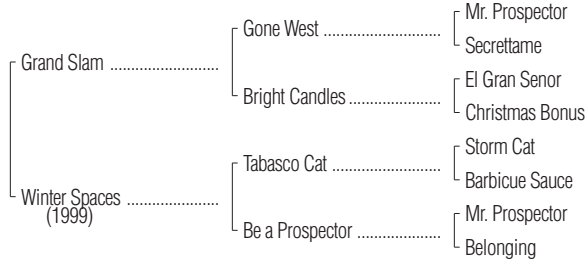 Mr. Prospector
Gone West ......................
Secrettame
Grand Slam ....................
El Gran Senor
Bright Candles....................
Christmas Bonus
Storm Cat
Tabasco Cat .....................
Barbicue Sauce
Winter Spaces .................
(1999)
Mr. Prospector
Be a Prospector ................
Belonging